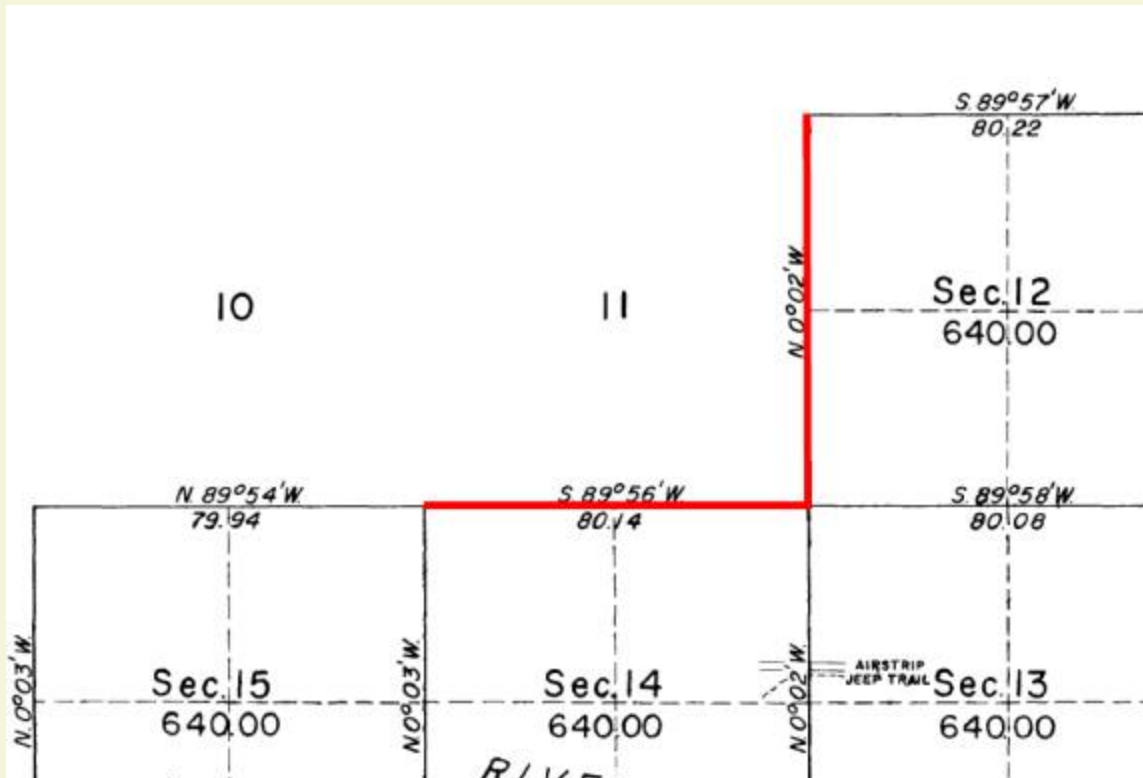 S. 89°57'W.
80.22
10
11
N. 0°02'W.
Sec. 12
640.00
N. 89°54'W.
79.94
S. 89°56'W.
80.14
S. 89°58'W.
80.08
N. 0°03'W.
Sec. 15
640.00
N. 0°03'W.
Sec. 14
640.00
N. 0°02'W.
AIRSTRIP
JEEP TRAIL
Sec. 13
640.00